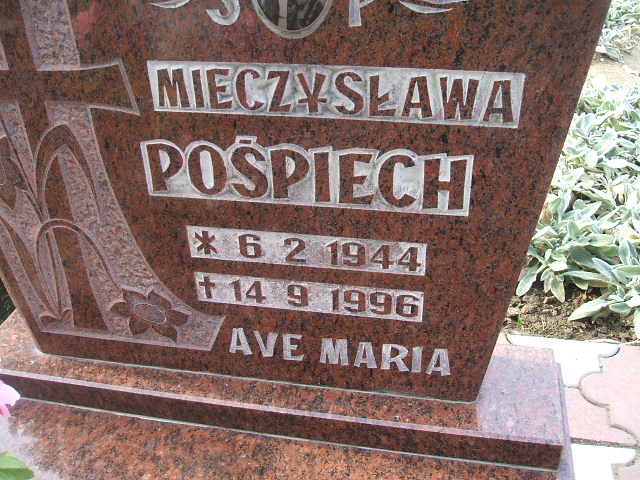 Ś P
MIECZYSŁAWA
POŚPIECH
* 6 2 1944
† 14 9 1996
AVE MARIA